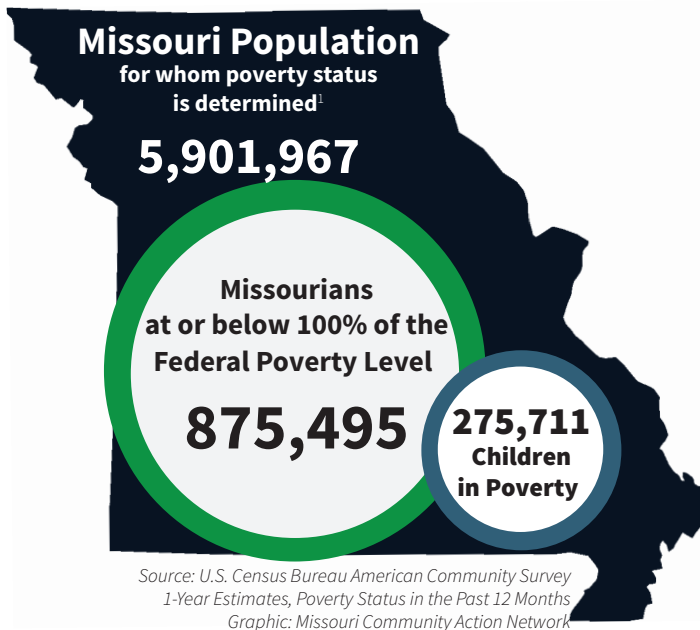 Missouri Population
for whom poverty status
is determined¹
5,901,967
Missourians
at or below 100% of the
Federal Poverty Level
875,495
275,711
Children
in Poverty
Source: U.S. Census Bureau American Community Survey
1-Year Estimates, Poverty Status in the Past 12 Months
Graphic: Missouri Community Action Network